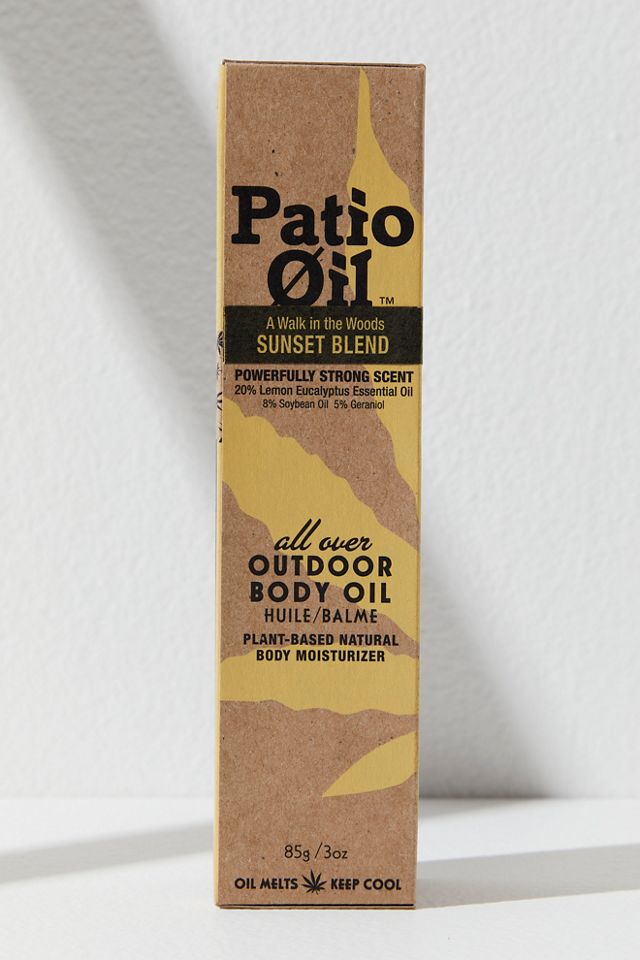 Patio
Øil™
A Walk in the Woods
SUNSET BLEND
POWERFULLY STRONG SCENT
20% Lemon Eucalyptus Essential Oil
8% Soybean Oil 5% Geraniol
all over
OUTDOOR
BODY OIL
HUILE/BALME
PLANT-BASED NATURAL
BODY MOISTURIZER
85g/3oz
OIL MELTS KEEP COOL